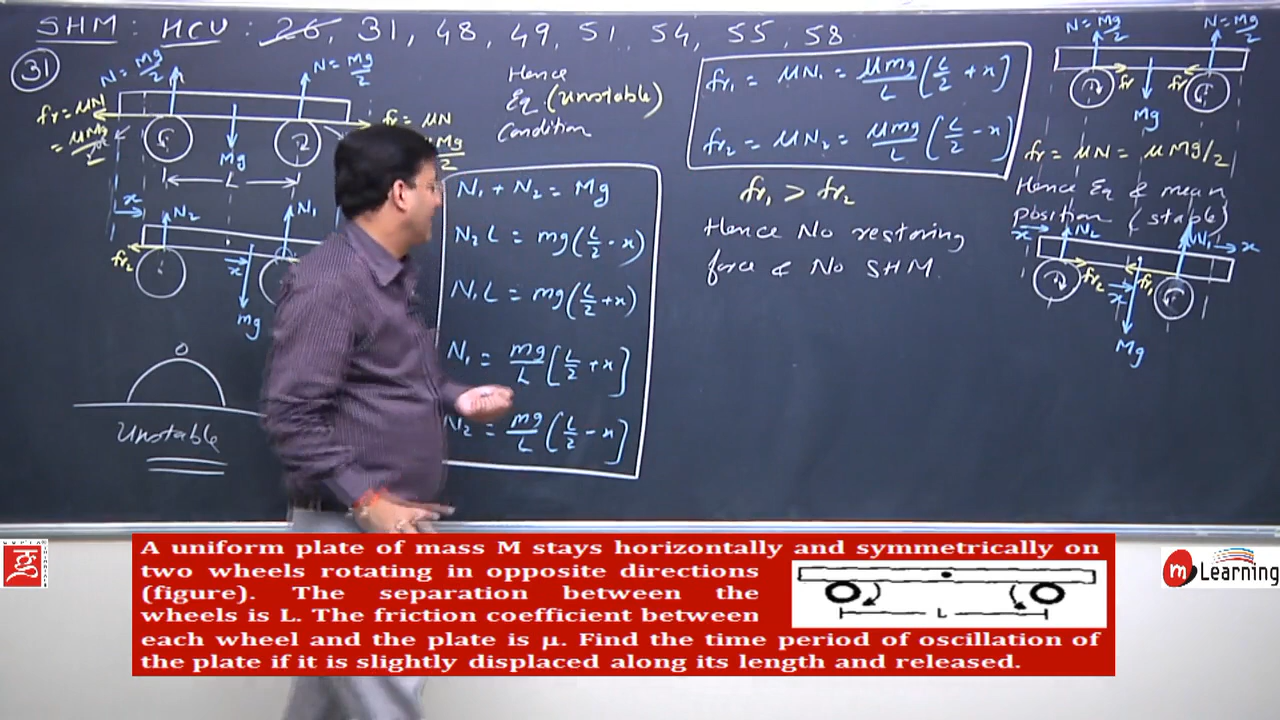 SHM : HCV : 26, 31, 48, 49, 51, 54, 55, 58
31
N = Mg/2
N = Mg/2
fr = μN
= μMg/2
fr = μN
Mg/2
Mg
L
x
N₂
N₁
fr₂
x
Mg
Unstable
Hence
Eq. (unstable)
Condition
N₁ + N₂ = Mg
N₂ L = mg(L/2 - x)
N₁ L = mg(L/2 + x)
N₁ = mg/L [L/2 + x]
N₂ = mg/L [L/2 - x]
fr₁ = μN₁ = μmg/L (L/2 + x)
fr₂ = μN₂ = μmg/L (L/2 - x)
fr₁ > fr₂
Hence No restoring
force & No SHM.
N = Mg/2
N = Mg/2
fr
fr
Mg
fr = μN = μMg/2
Hence Eq & mean
position (stable)
x
N₂
N₁
x
fr₂
fr₁
x
Mg
A uniform plate of mass M stays horizontally and symmetrically on
two wheels rotating in opposite directions
(figure). The separation between the
wheels is L. The friction coefficient between
each wheel and the plate is μ. Find the time period of oscillation of
the plate if it is slightly displaced along its length and released.
L
m Learning